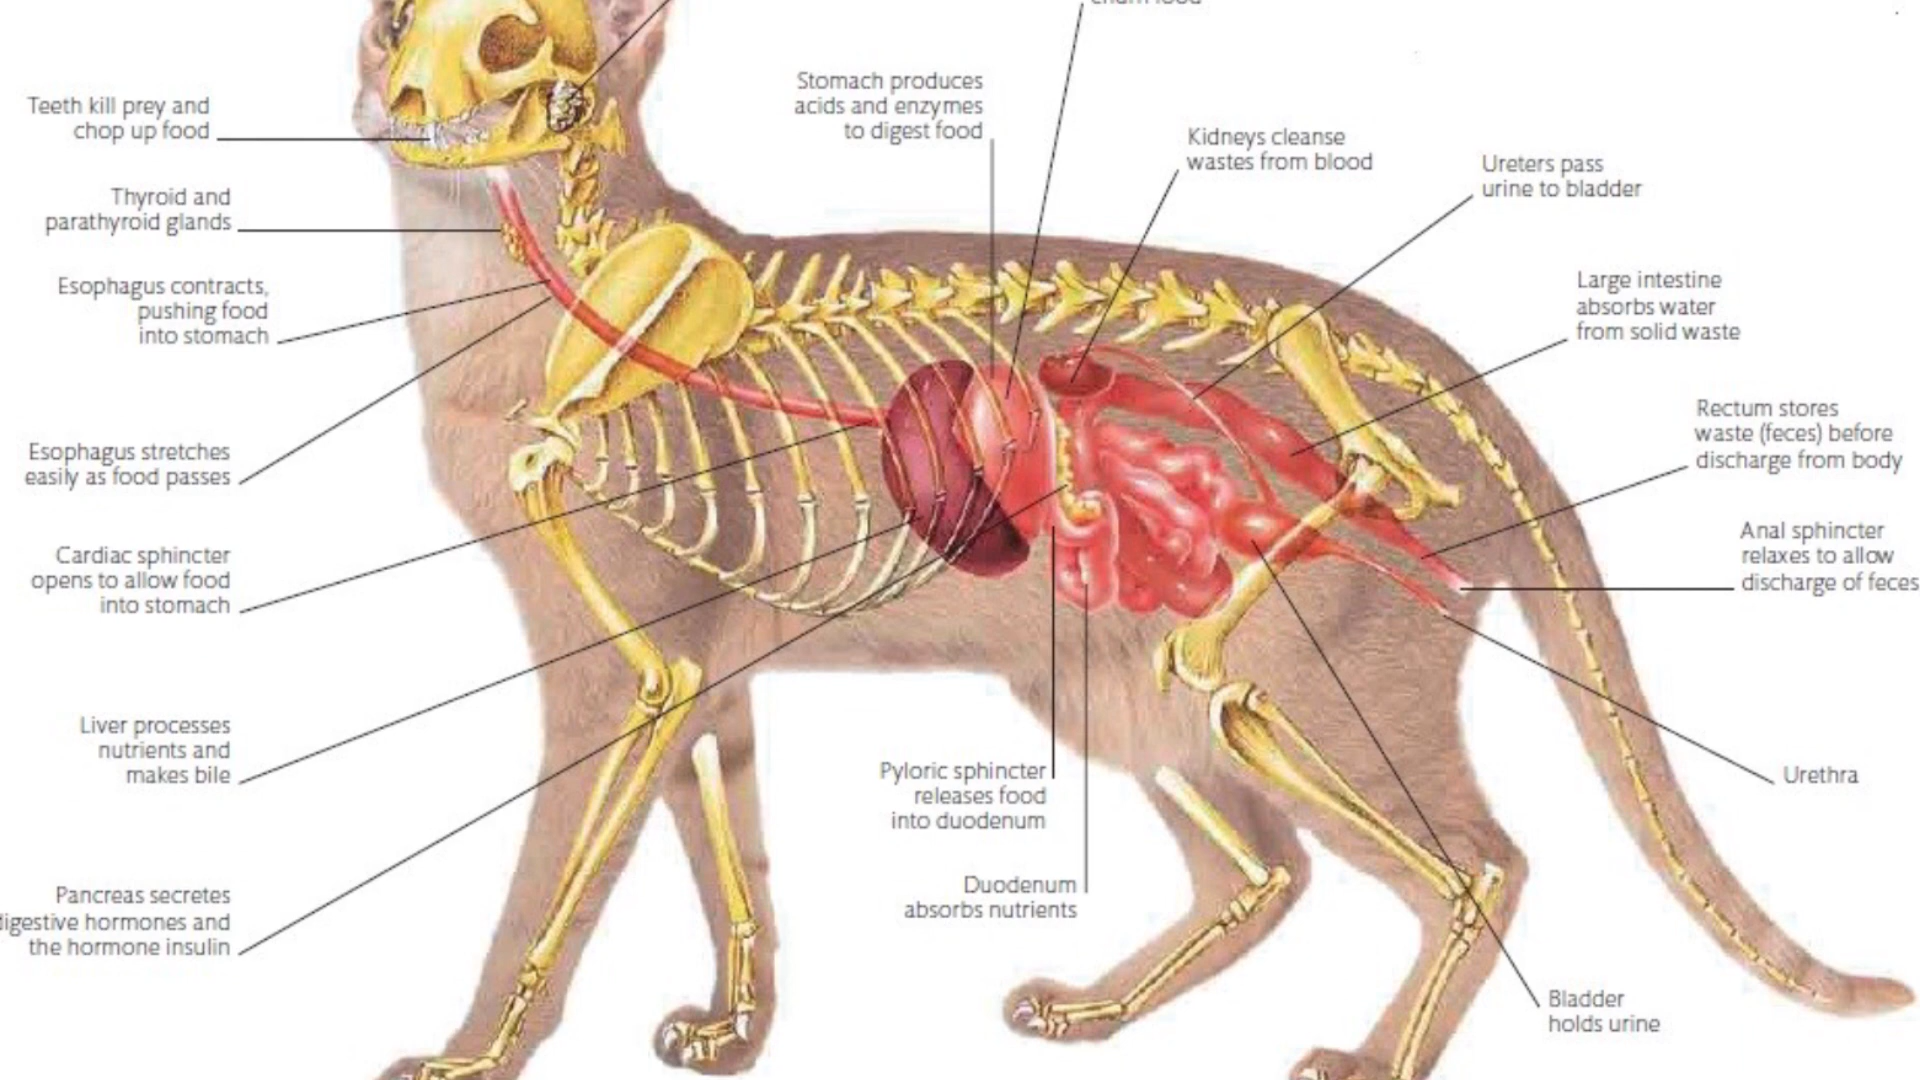 Teeth kill prey and
chop up food
Thyroid and
parathyroid glands
Esophagus contracts,
pushing food
into stomach
Esophagus stretches
easily as food passes
Cardiac sphincter
opens to allow food
into stomach
Liver processes
nutrients and
makes bile
Pancreas secretes
digestive hormones and
the hormone insulin
Stomach produces
acids and enzymes
to digest food
Kidneys cleanse
wastes from blood
Ureters pass
urine to bladder
Large intestine
absorbs water
from solid waste
Rectum stores
waste (feces) before
discharge from body
Anal sphincter
relaxes to allow
discharge of feces
Urethra
Pyloric sphincter
releases food
into duodenum
Duodenum
absorbs nutrients
Bladder
holds urine